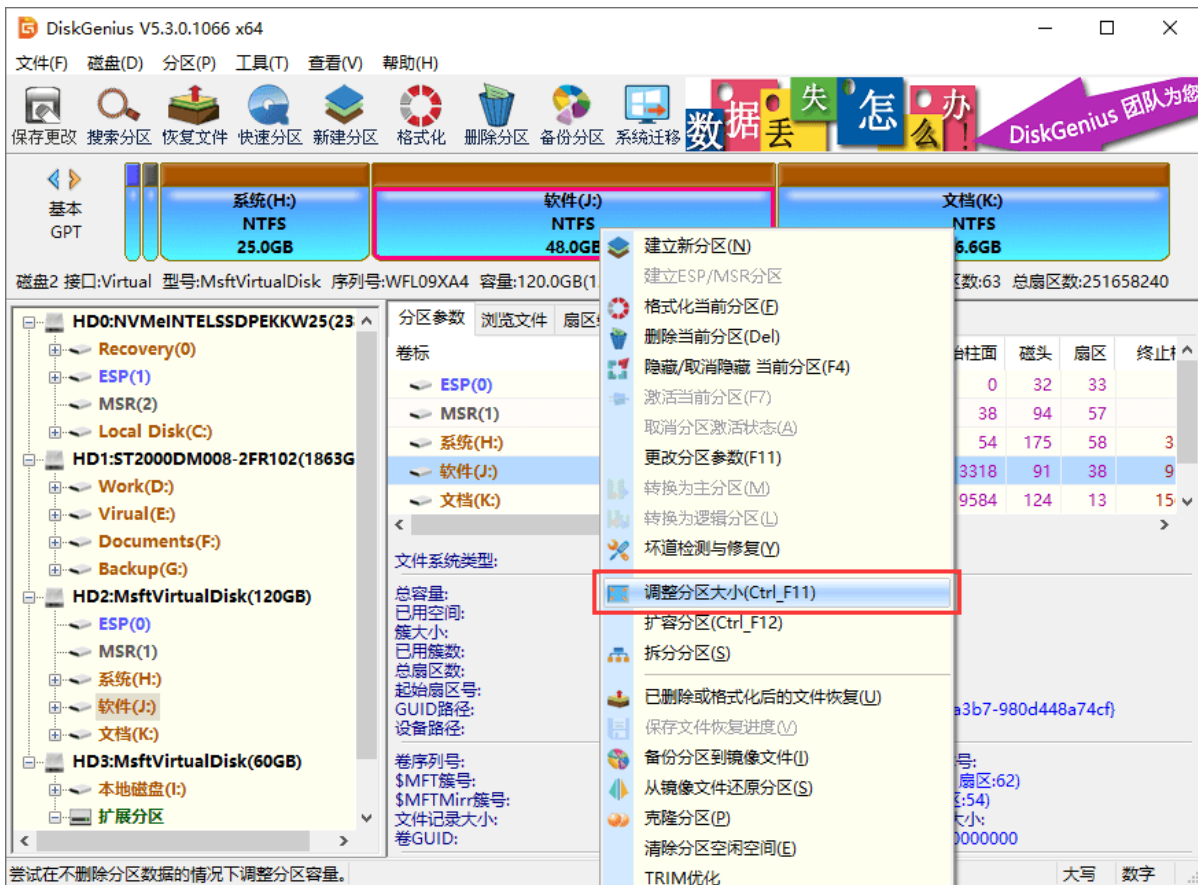 DiskGenius V5.3.0.1066 x64
文件(F) 磁盘(D) 分区(P) 工具(T) 查看(V) 帮助(H)
保存更改 搜索分区 恢复文件 快速分区 新建分区 格式化 删除分区 备份分区 系统迁移 数据丢失怎么办! DiskGenius 团队为您
基本 GPT
系统(H:) NTFS 25.0GB
软件(J:) NTFS 48.0GB
文档(K:) NTFS 6.6GB
磁盘2 接口:Virtual 型号:MsftVirtualDisk 序列号:WFL09XA4 容量:120.0GB(1 区数:63 总扇区数:251658240
HD0:NVMeINTELSSDPEKKW25(23
Recovery(0)
ESP(1)
MSR(2)
Local Disk(C:)
HD1:ST2000DM008-2FR102(1863G
Work(D:)
Virual(E:)
Documents(F:)
Backup(G:)
HD2:MsftVirtualDisk(120GB)
ESP(0)
MSR(1)
系统(H:)
软件(J:)
文档(K:)
HD3:MsftVirtualDisk(60GB)
本地磁盘(I:)
扩展分区
分区参数 浏览文件 扇区
卷标 柱面 磁头 扇区 终止
ESP(0) 0 32 33
MSR(1) 38 94 57
系统(H:) 54 175 58 3
软件(J:) 3318 91 38 9
文档(K:) 9584 124 13 15
文件系统类型:
总容量:
已用空间:
簇大小:
已用簇数:
总扇区数:
起始扇区号:
GUID路径: a3b7-980d448a74cf}
设备路径:
卷序列号: 号:
$MFT簇号: 扇区:62)
$MFTMirr簇号: :54)
文件记录大小: 大小:
卷GUID: 0000000
建立新分区(N)
建立ESP/MSR分区
格式化当前分区(F)
删除当前分区(Del)
隐藏/取消隐藏 当前分区(F4)
激活当前分区(F7)
取消分区激活状态(A)
更改分区参数(F11)
转换为主分区(M)
转换为逻辑分区(L)
坏道检测与修复(Y)
调整分区大小(Ctrl_F11)
扩容分区(Ctrl_F12)
拆分分区(S)
已删除或格式化后的文件恢复(U)
保存文件恢复进度(V)
备份分区到镜像文件(I)
从镜像文件还原分区(S)
克隆分区(P)
清除分区空闲空间(E)
TRIM优化
尝试在不删除分区数据的情况下调整分区容量。 大写 数字